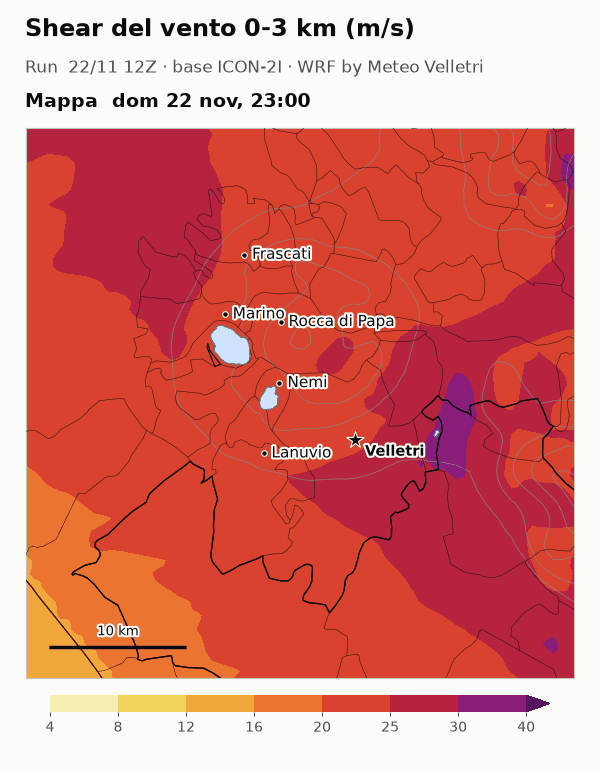 Shear del vento 0-3 km (m/s)
Run  22/11 12Z · base ICON-2I · WRF by Meteo Velletri
Mappa  dom 22 nov, 23:00
Frascati
Marino
Rocca di Papa
Nemi
Velletri
Lanuvio
10 km
4 8 12 16 20 25 30 40